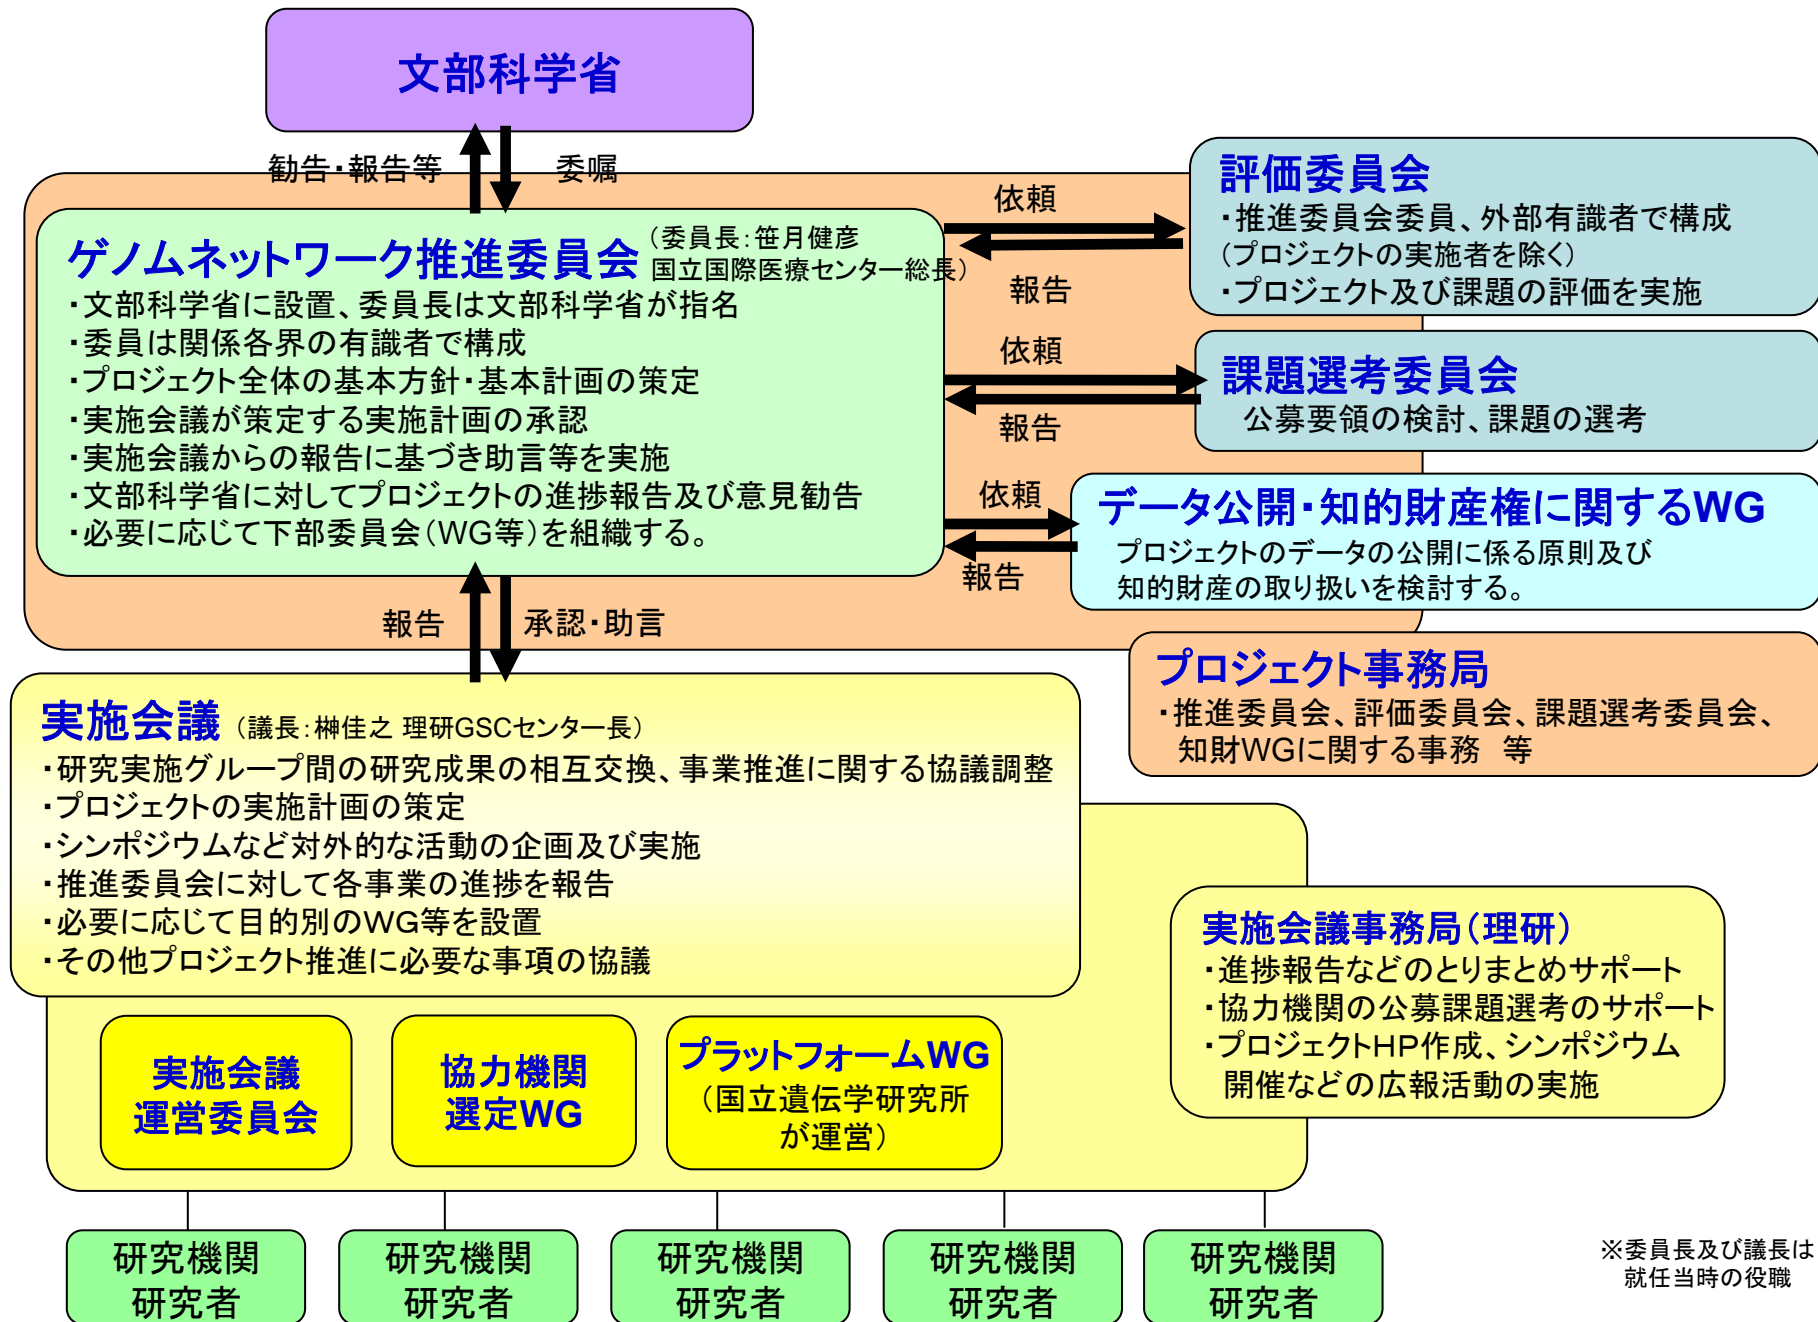 文部科学省
勧告・報告等
委嘱
ゲノムネットワーク推進委員会
（委員長：笹月健彦
国立国際医療センター総長）
・文部科学省に設置、委員長は文部科学省が指名
・委員は関係各界の有識者で構成
・プロジェクト全体の基本方針・基本計画の策定
・実施会議が策定する実施計画の承認
・実施会議からの報告に基づき助言等を実施
・文部科学省に対してプロジェクトの進捗報告及び意見勧告
・必要に応じて下部委員会（WG等）を組織する。
依頼
報告
評価委員会
・推進委員会委員、外部有識者で構成
（プロジェクトの実施者を除く）
・プロジェクト及び課題の評価を実施
依頼
報告
課題選考委員会
公募要領の検討、課題の選考
依頼
報告
データ公開・知的財産権に関するWG
プロジェクトのデータの公開に係る原則及び
知的財産の取り扱いを検討する。
報告
承認・助言
プロジェクト事務局
・推進委員会、評価委員会、課題選考委員会、
知財WGに関する事務　等
実施会議（議長：榊佳之 理研GSCセンター長）
・研究実施グループ間の研究成果の相互交換、事業推進に関する協議調整
・プロジェクトの実施計画の策定
・シンポジウムなど対外的な活動の企画及び実施
・推進委員会に対して各事業の進捗を報告
・必要に応じて目的別のWG等を設置
・その他プロジェクト推進に必要な事項の協議
実施会議事務局（理研）
・進捗報告などのとりまとめサポート
・協力機関の公募課題選考のサポート
・プロジェクトHP作成、シンポジウム
開催などの広報活動の実施
実施会議
運営委員会
協力機関
選定WG
プラットフォームWG
（国立遺伝学研究所
が運営）
研究機関
研究者
研究機関
研究者
研究機関
研究者
研究機関
研究者
研究機関
研究者
※委員長及び議長は
就任当時の役職